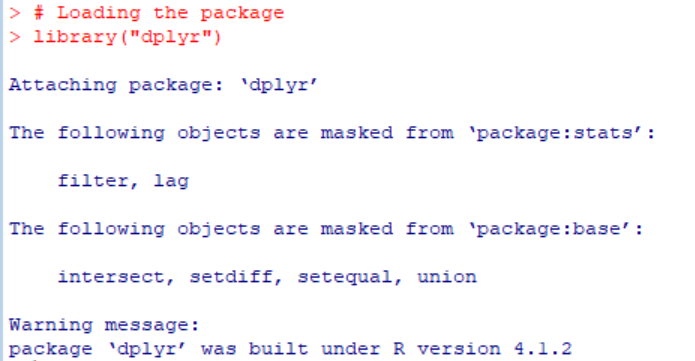 > # Loading the package
> library("dplyr")
Attaching package: ‘dplyr’
The following objects are masked from ‘package:stats’:
filter, lag
The following objects are masked from ‘package:base’:
intersect, setdiff, setequal, union
Warning message:
package ‘dplyr’ was built under R version 4.1.2